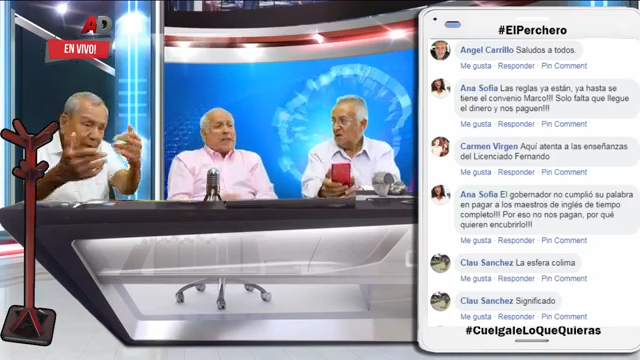 AD
EN VIVO!
#ElPerchero
Angel Carrillo Saludos a todos.
Me gusta · Responder · Pin Comment
Ana Sofia Las reglas ya están, ya hasta se
tiene el convenio Marco!!! Solo falta que llegue
el dinero y nos paguen!!!
Me gusta · Responder · Pin Comment
Carmen Virgen Aquí atenta a las enseñanzas
del Licenciado Fernando
Me gusta · Responder · Pin Comment
Ana Sofia El gobernador no cumplió su palabra
en pagar a los maestros de inglés de tiempo
completo!!! Por eso no nos pagan, por qué
quieren encubrirlo!!!
Me gusta · Responder · Pin Comment
Clau Sanchez La esfera colima
Me gusta · Responder · Pin Comment
Clau Sanchez Significado
Me gusta · Responder · Pin Comment
#CuelgaleLoQueQuieras